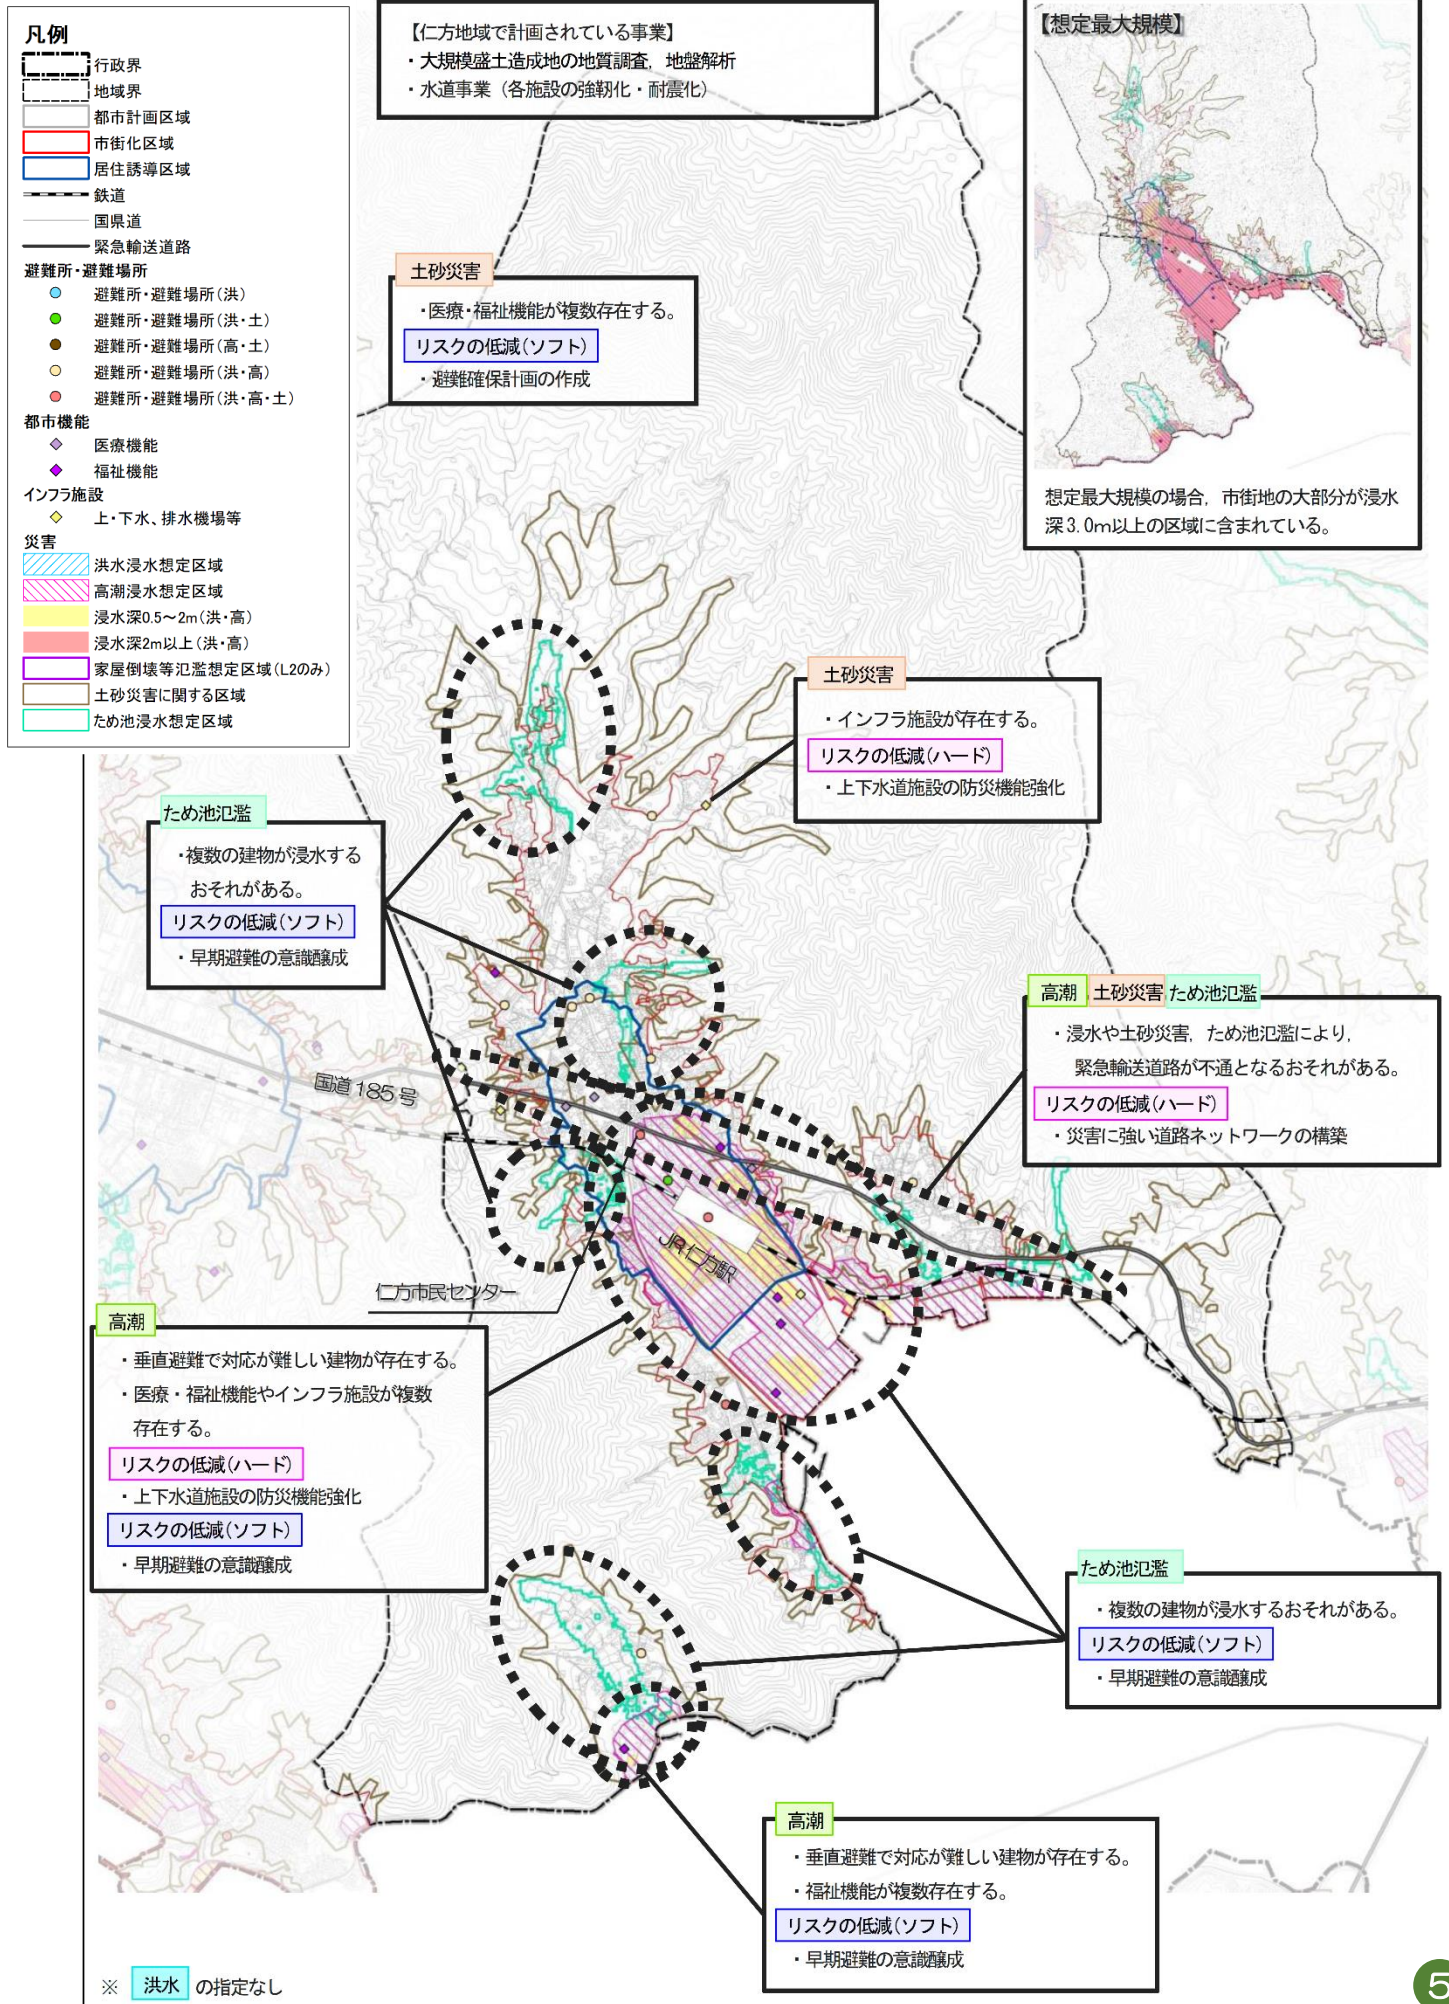 凡例
行政界
地域界
都市計画区域
市街化区域
居住誘導区域
鉄道
国県道
緊急輸送道路
避難所・避難場所
避難所・避難場所(洪)
避難所・避難場所(洪・土)
避難所・避難場所(高・土)
避難所・避難場所(洪・高)
避難所・避難場所(洪・高・土)
都市機能
医療機能
福祉機能
インフラ施設
上・下水、排水機場等
災害
洪水浸水想定区域
高潮浸水想定区域
浸水深0.5～2m(洪・高)
浸水深2m以上(洪・高)
家屋倒壊等氾濫想定区域(L2のみ)
土砂災害に関する区域
ため池浸水想定区域
【仁方地域で計画されている事業】
・大規模盛土造成地の地質調査，地盤解析
・水道事業（各施設の強靭化・耐震化）
【想定最大規模】
想定最大規模の場合，市街地の大部分が浸水
深3.0m以上の区域に含まれている。
土砂災害
・医療・福祉機能が複数存在する。
リスクの低減(ソフト)
・避難確保計画の作成
土砂災害
・インフラ施設が存在する。
リスクの低減(ハード)
・上下水道施設の防災機能強化
ため池氾濫
・複数の建物が浸水する
おそれがある。
リスクの低減(ソフト)
・早期避難の意識醸成
高潮 土砂災害 ため池氾濫
・浸水や土砂災害，ため池氾濫により，
緊急輸送道路が不通となるおそれがある。
リスクの低減(ハード)
・災害に強い道路ネットワークの構築
国道185号
JR仁方駅
仁方市民センター
高潮
・垂直避難で対応が難しい建物が存在する。
・医療・福祉機能やインフラ施設が複数
存在する。
リスクの低減(ハード)
・上下水道施設の防災機能強化
リスクの低減(ソフト)
・早期避難の意識醸成
ため池氾濫
・複数の建物が浸水するおそれがある。
リスクの低減(ソフト)
・早期避難の意識醸成
高潮
・垂直避難で対応が難しい建物が存在する。
・福祉機能が複数存在する。
リスクの低減(ソフト)
・早期避難の意識醸成
※ 洪水 の指定なし
5